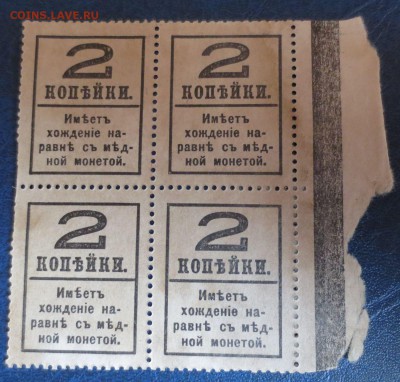 COINS.LAVE.RU
2
КОПѢЙКИ.
Имѣетъ
хожденіе на-
равнѣ съ мѣд-
ной монетой.
2
КОПѢЙКИ.
Имѣетъ
хожденіе на-
равнѣ съ мѣд-
ной монетой.
2
КОПѢЙКИ.
Имѣетъ
хожденіе на-
равнѣ съ мѣд-
ной монетой.
2
КОПѢЙКИ.
Имѣетъ
хожденіе на-
равнѣ съ мѣд-
ной монетой.